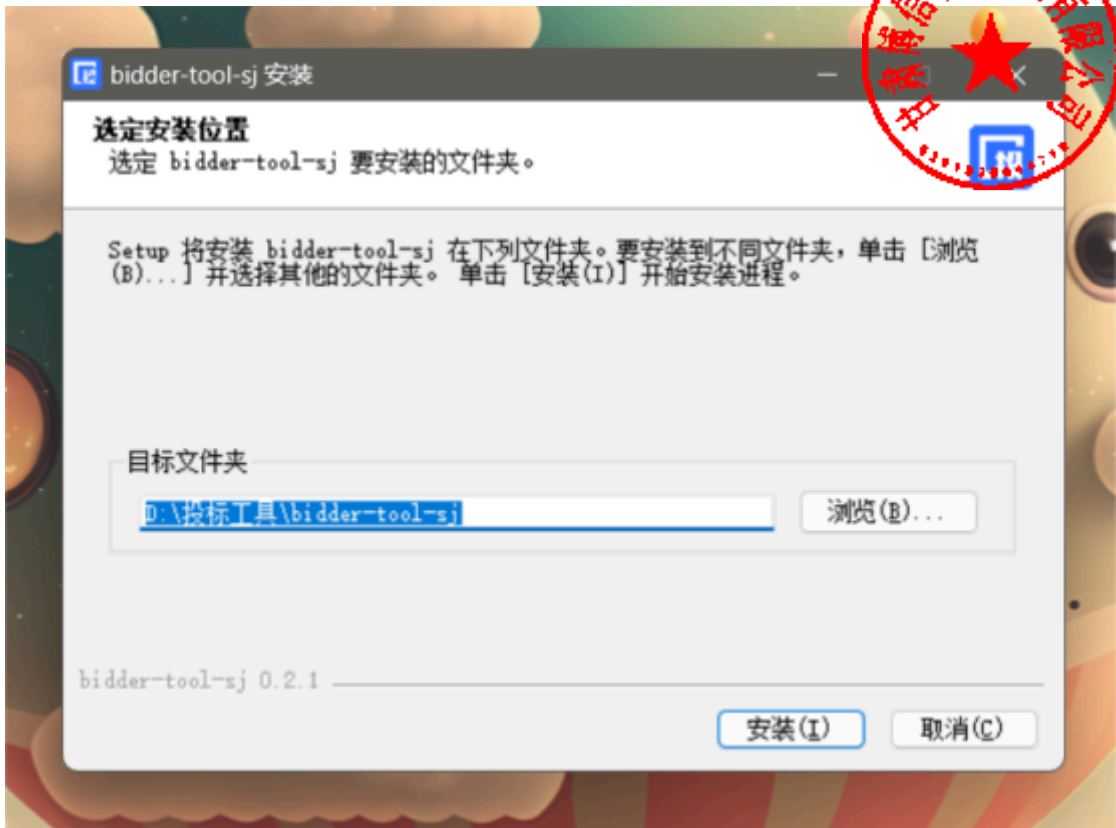 bidder-tool-sj 安装
选定安装位置
选定 bidder-tool-sj 要安装的文件夹。
Setup 将安装 bidder-tool-sj 在下列文件夹。要安装到不同文件夹，单击 [浏览
(B)...] 并选择其他的文件夹。 单击 [安装(I)] 开始安装进程。
目标文件夹
D:\投标工具\bidder-tool-sj
浏览(B)...
bidder-tool-sj 0.2.1
安装(I)
取消(C)